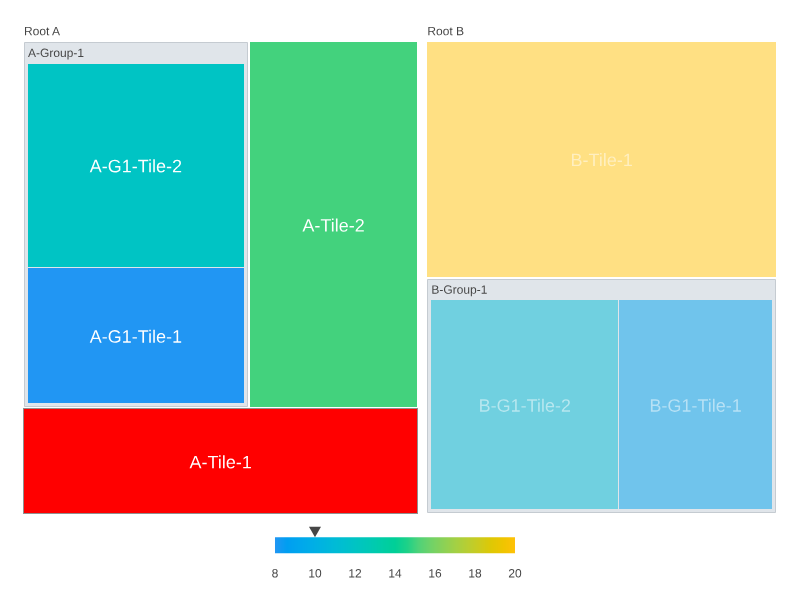 Root A
A-Group-1
A-G1-Tile-2
A-G1-Tile-1
A-Tile-2
A-Tile-1
Root B
B-Tile-1
B-Group-1
B-G1-Tile-2
B-G1-Tile-1
8 10 12 14 16 18 20